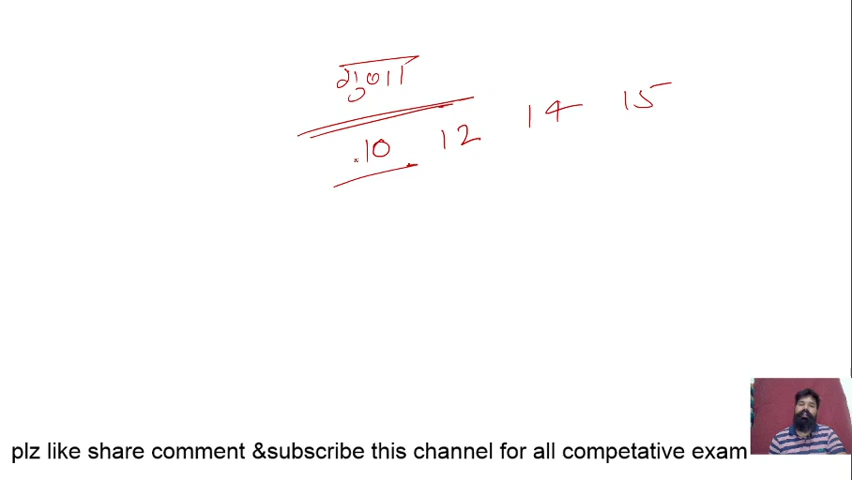 गुणा
10 12 14 15
plz like share comment &subscribe this channel for all competative exam